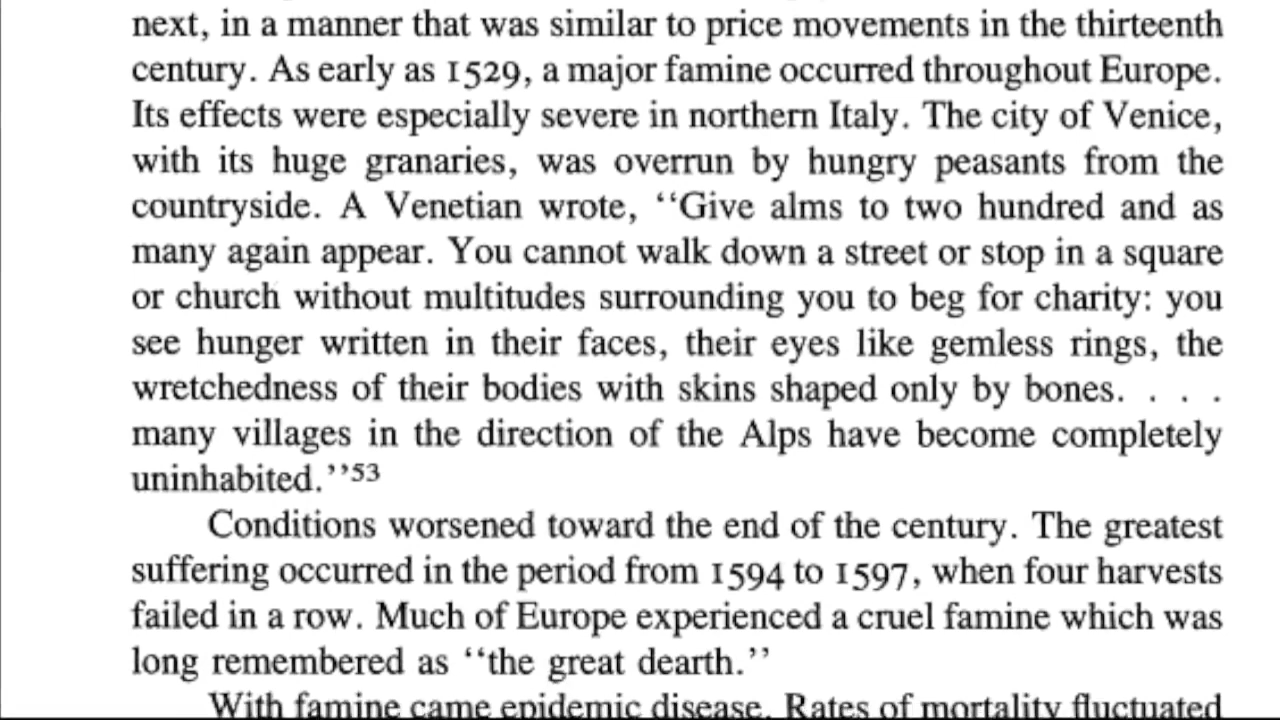 next, in a manner that was similar to price movements in the thirteenth
century. As early as 1529, a major famine occurred throughout Europe.
Its effects were especially severe in northern Italy. The city of Venice,
with its huge granaries, was overrun by hungry peasants from the
countryside. A Venetian wrote, ‘‘Give alms to two hundred and as
many again appear. You cannot walk down a street or stop in a square
or church without multitudes surrounding you to beg for charity: you
see hunger written in their faces, their eyes like gemless rings, the
wretchedness of their bodies with skins shaped only by bones. . . .
many villages in the direction of the Alps have become completely
uninhabited.’’53
Conditions worsened toward the end of the century. The greatest
suffering occurred in the period from 1594 to 1597, when four harvests
failed in a row. Much of Europe experienced a cruel famine which was
long remembered as ‘‘the great dearth.’’
With famine came epidemic disease. Rates of mortality fluctuated